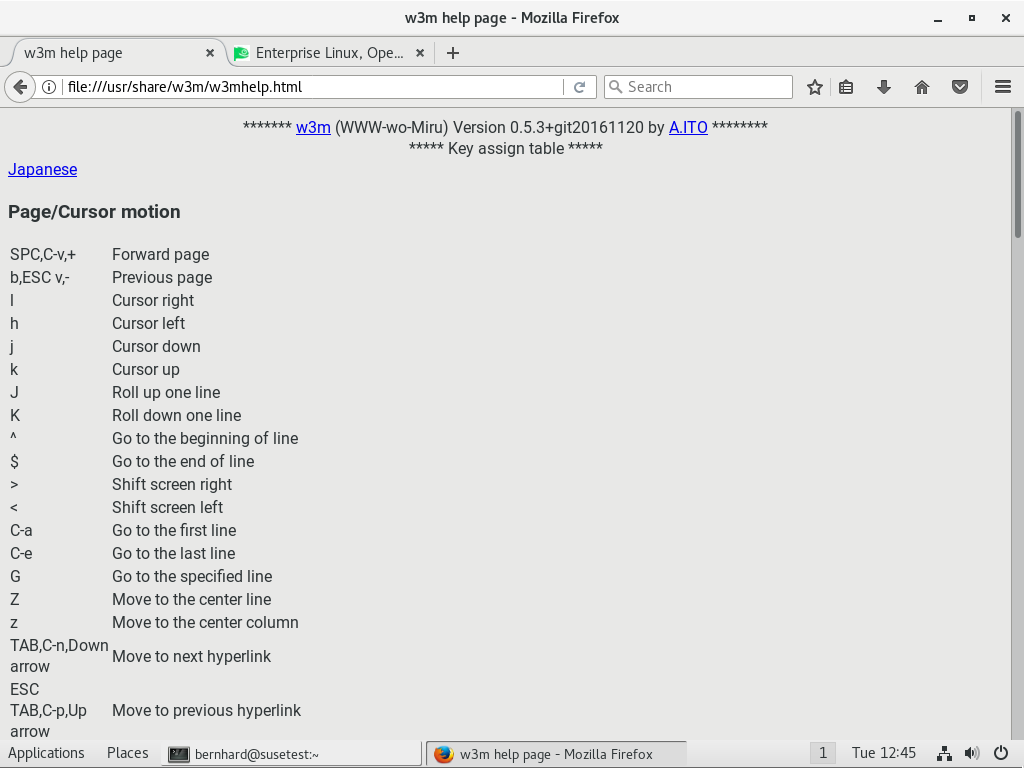 w3m help page - Mozilla Firefox
w3m help page
Enterprise Linux, Ope...
file:///usr/share/w3m/w3mhelp.html
Search
******* w3m (WWW-wo-Miru) Version 0.5.3+git20161120 by A.ITO ********
***** Key assign table *****
Japanese
Page/Cursor motion
SPC,C-v,+ Forward page
b,ESC v,- Previous page
l Cursor right
h Cursor left
j Cursor down
k Cursor up
J Roll up one line
K Roll down one line
^ Go to the beginning of line
$ Go to the end of line
> Shift screen right
< Shift screen left
C-a Go to the first line
C-e Go to the last line
G Go to the specified line
Z Move to the center line
z Move to the center column
TAB,C-n,Down
arrow
Move to next hyperlink
ESC
TAB,C-p,Up
arrow
Move to previous hyperlink
Applications Places bernhard@susetest:~ w3m help page - Mozilla Firefox 1 Tue 12:45